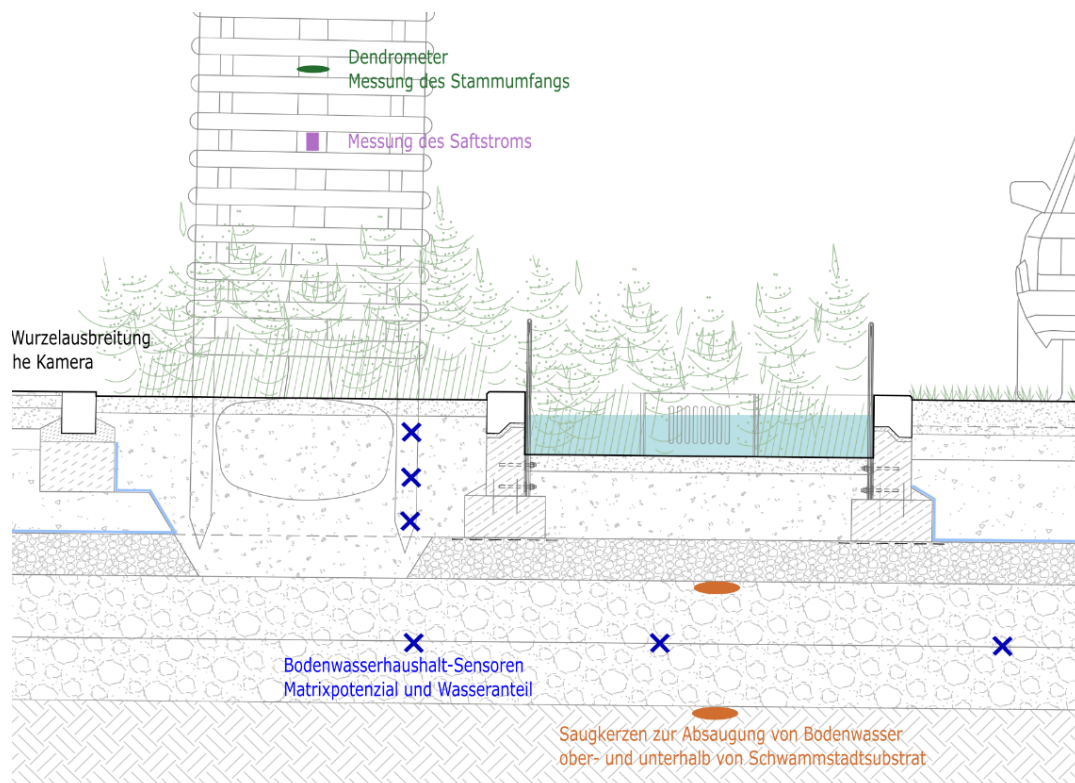 Dendrometer
Messung des Stammumfangs
Messung des Saftstroms
Wurzelausbreitung
he Kamera
Bodenwasserhaushalt-Sensoren
Matrixpotenzial und Wasseranteil
Saugkerzen zur Absaugung von Bodenwasser
ober- und unterhalb von Schwammstadtsubstrat